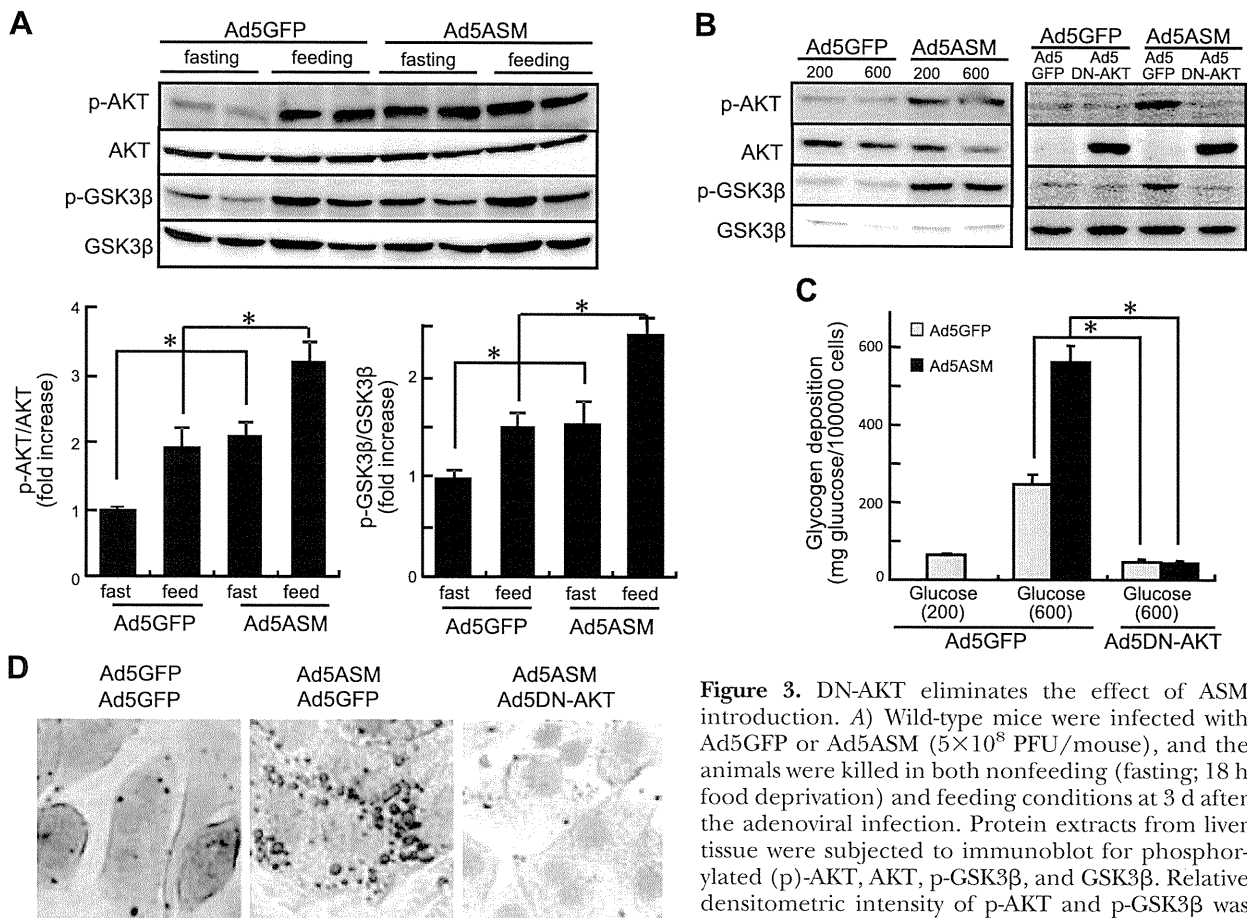 A
Ad5GFP Ad5ASM
fasting feeding fasting feeding
p-AKT
AKT
p-GSK3β
GSK3β
4
3
2
1
0
p-AKT/AKT
(fold increase)
* *
fast feed fast feed
Ad5GFP Ad5ASM
2
1
0
p-GSK3β/GSK3β
(fold increase)
* *
fast feed fast feed
Ad5GFP Ad5ASM
B
Ad5GFP Ad5ASM
200 600 200 600
p-AKT
AKT
p-GSK3β
GSK3β
Ad5GFP Ad5ASM
Ad5 Ad5 Ad5 Ad5
GFP DN-AKT GFP DN-AKT
C
Glycogen deposition
(mg glucuose/100000 cells)
600
400
200
0
Ad5GFP
Ad5ASM
* *
Glucose Glucose Glucose
(200) (600) (600)
Ad5GFP Ad5DN-AKT
D
Ad5GFP Ad5ASM Ad5ASM
Ad5GFP Ad5GFP Ad5DN-AKT
Figure 3. DN-AKT eliminates the effect of ASM
introduction. A) Wild-type mice were infected with
Ad5GFP or Ad5ASM (5×10⁸ PFU/mouse), and the
animals were killed in both nonfeeding (fasting; 18 h
food deprivation) and feeding conditions at 3 d after
the adenoviral infection. Protein extracts from liver
tissue were subjected to immunoblot for phosphor-
ylated (p)-AKT, AKT, p-GSK3β, and GSK3β. Relative
densitometric intensity of p-AKT and p-GSK3β was